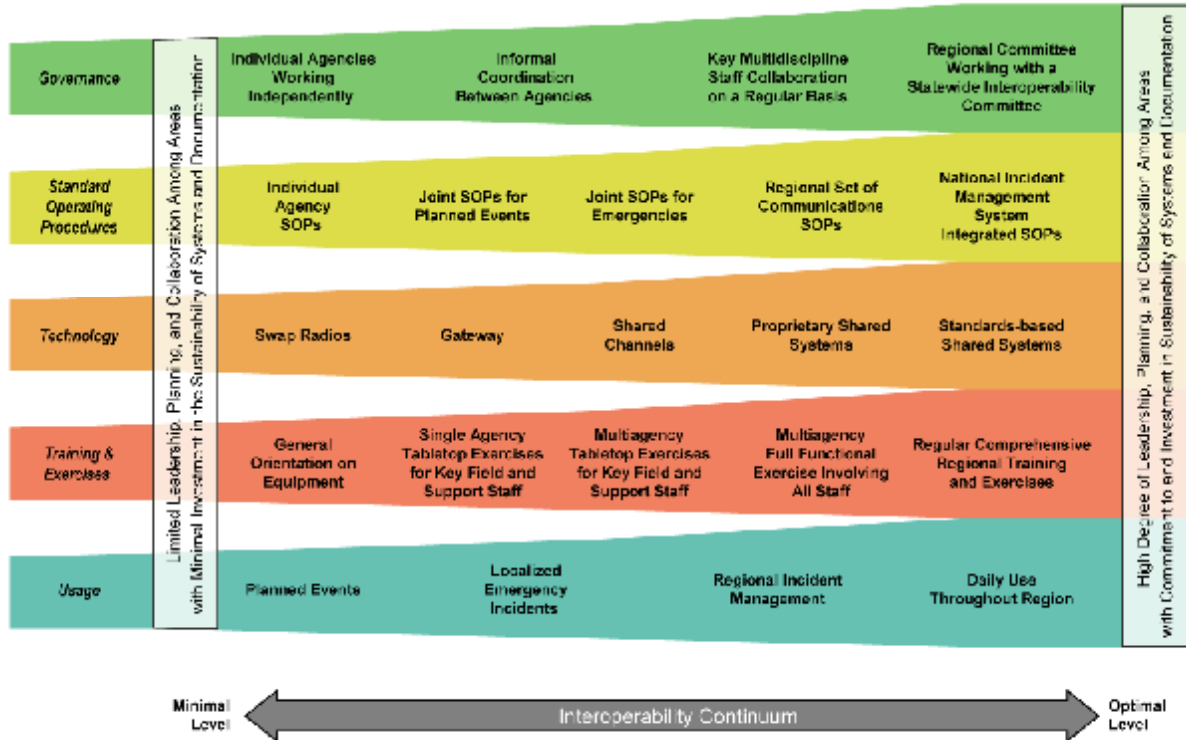 Governance
Limited Leadership, Planning, and Collaboration Among Areas
with Minimal Investment in the Sustainability of Systems and Documentation
Individual Agencies
Working
Independently
Informal
Coordination
Between Agencies
Key Multidiscipline
Staff Collaboration
on a Regular Basis
Regional Committee
Working with a
Statewide Interoperability
Committee
High Degree of Leadership, Planning, and Collaboration Among Areas
with Commitment to and Investment in Sustainability of Systems and Documentation
Standard
Operating
Procedures
Individual
Agency
SOPs
Joint SOPs for
Planned Events
Joint SOPs for
Emergencies
Regional Set of
Communications
SOPs
National Incident
Management
System
Integrated SOPs
Technology
Swap Radios
Gateway
Shared
Channels
Proprietary Shared
Systems
Standards-based
Shared Systems
Training &
Exercises
General
Orientation on
Equipment
Single Agency
Tabletop Exercises
for Key Field and
Support Staff
Multiagency
Tabletop Exercises
for Key Field and
Support Staff
Multiagency
Full Functional
Exercise Involving
All Staff
Regular Comprehensive
Regional Training
and Exercises
Usage
Planned Events
Localized
Emergency
Incidents
Regional Incident
Management
Daily Use
Throughout Region
Minimal
Level
Interoperability Continuum
Optimal
Level